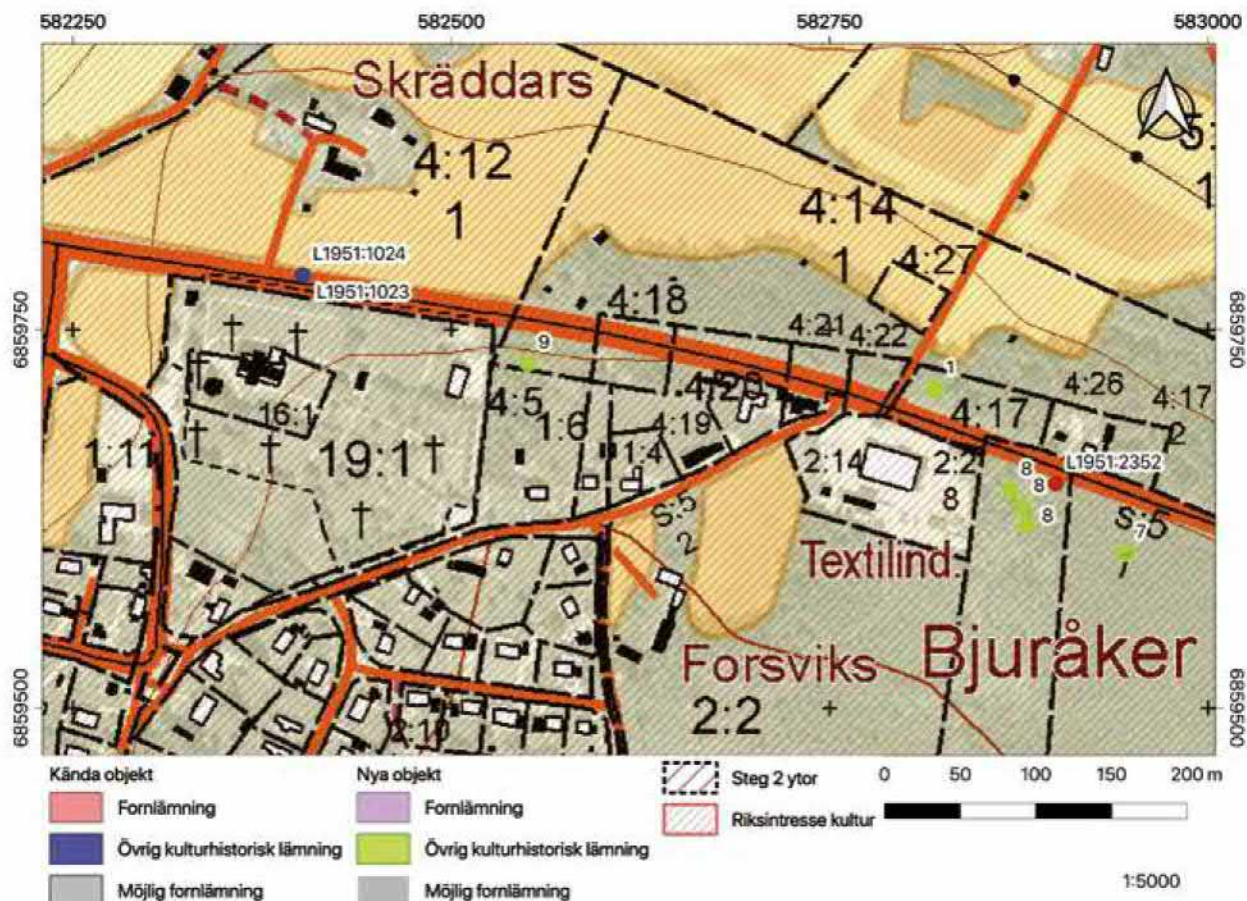 582250 582500 582750 583000
Skräddars
4:12
1
5:
1
4:14
1
4:27
L1951:1024
L1951:1023
6859750
6859750
4:18
4:21
4:22
9
1
4:5
1:6
4:20
4:19
1:4
16:1
19:1
1:11
4:17
4:26
4:17
2
L1951:2352
2:14
2:2
8
8
8
8
S:5
2
s:5
7
Textilind.
Forsviks
Bjuråker
2:2
2:10
6859500
6859500
Kända objekt
Fornlämning
Övrig kulturhistorisk lämning
Möjlig fornlämning
Nya objekt
Fornlämning
Övrig kulturhistorisk lämning
Möjlig fornlämning
Steg 2 ytor
Riksintresse kultur
0 50 100 150 200 m
1:5000